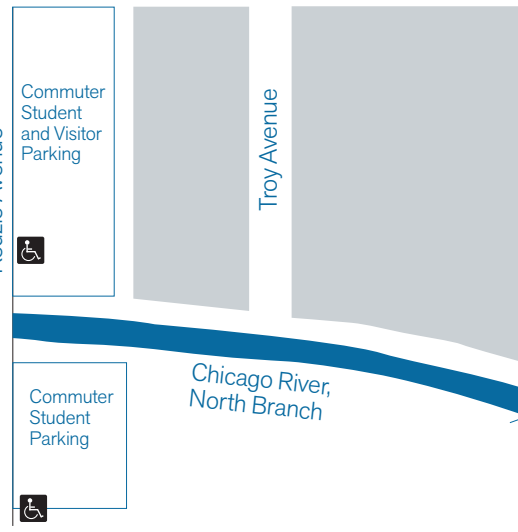 Commuter
Student
and Visitor
Parking
Troy Avenue
Chicago River,
North Branch
Commuter
Student
Parking